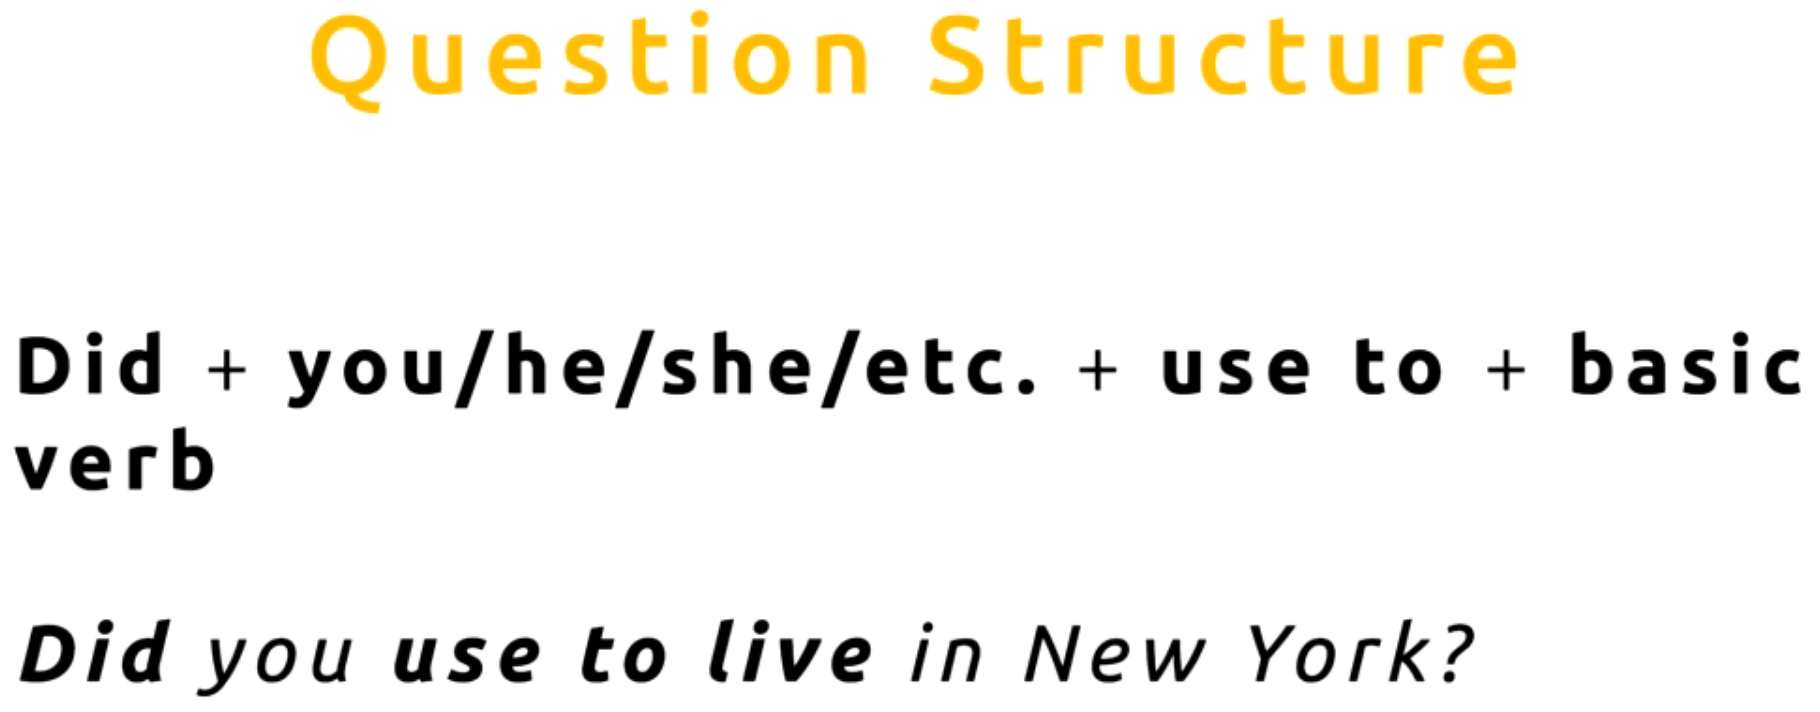 Question Structure
Did + you/he/she/etc. + use to + basic
verb
Did you use to live in New York?